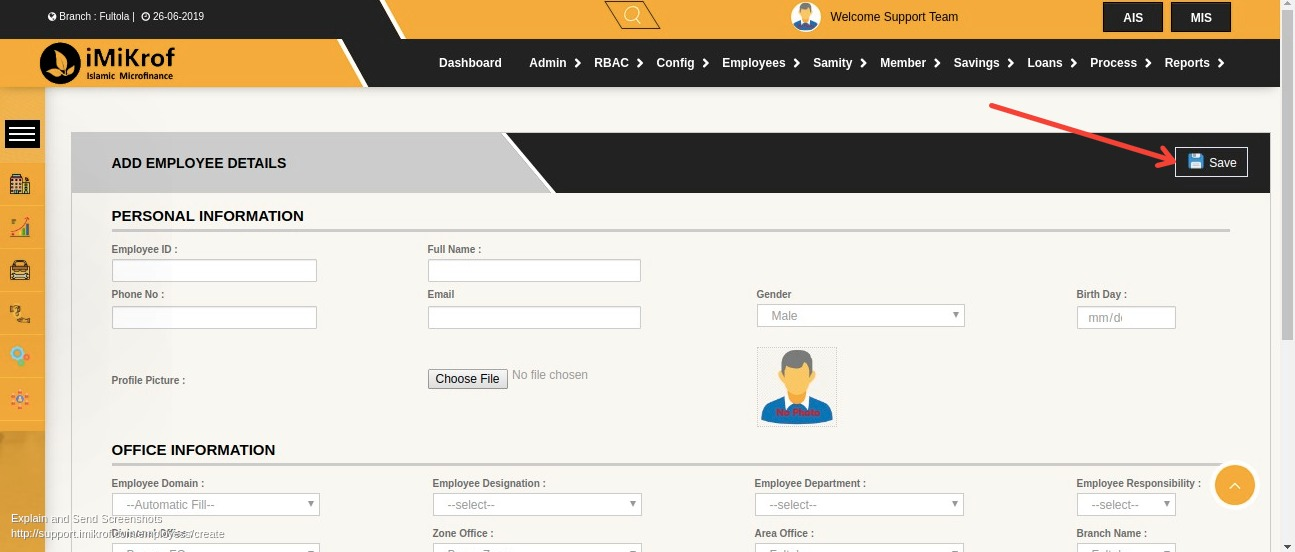 Branch : Fultola | 26-06-2019
Welcome Support Team
AIS
MIS
iMiKrof
Islamic Microfinance
Dashboard Admin RBAC Config Employees Samity Member Savings Loans Process Reports
ADD EMPLOYEE DETAILS
Save
PERSONAL INFORMATION
Employee ID : Full Name :
Phone No : Email Gender Birth Day :
Male mm/d
Profile Picture : Choose File No file chosen
No Photo
OFFICE INFORMATION
Employee Domain : Employee Designation : Employee Department : Employee Responsibility :
--Automatic Fill-- --select-- --select-- --select--
Explain and Send Screenshots
Zone Office : Area Office : Branch Name :
http://support.imikrof.com/employess/create